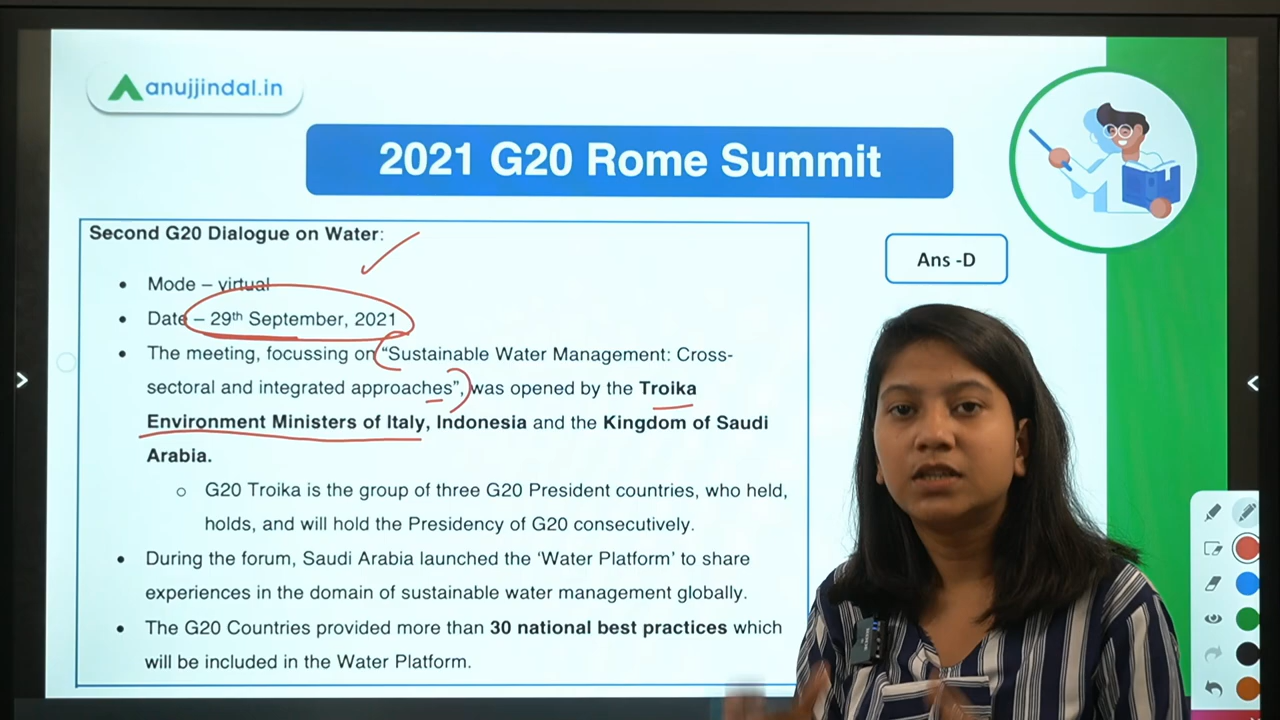 anujjindal.in
2021 G20 Rome Summit
Second G20 Dialogue on Water:
Ans -D
• Mode – virtual
• Date – 29th September, 2021
• The meeting, focussing on “Sustainable Water Management: Cross-
sectoral and integrated approaches”, was opened by the Troika
Environment Ministers of Italy, Indonesia and the Kingdom of Saudi
Arabia.
o G20 Troika is the group of three G20 President countries, who held,
holds, and will hold the Presidency of G20 consecutively.
• During the forum, Saudi Arabia launched the ‘Water Platform’ to share
experiences in the domain of sustainable water management globally.
• The G20 Countries provided more than 30 national best practices which
will be included in the Water Platform.